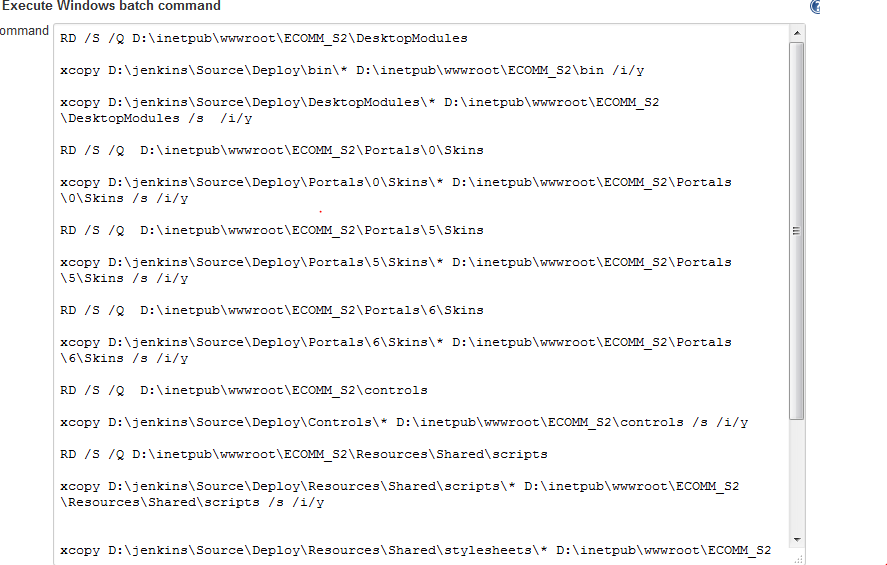 Execute Windows batch command
ommand
RD /S /Q D:\inetpub\wwwroot\ECOMM_S2\DesktopModules
xcopy D:\jenkins\Source\Deploy\bin\* D:\inetpub\wwwroot\ECOMM_S2\bin /i/y
xcopy D:\jenkins\Source\Deploy\DesktopModules\* D:\inetpub\wwwroot\ECOMM_S2
\DesktopModules /s  /i/y
RD /S /Q  D:\inetpub\wwwroot\ECOMM_S2\Portals\0\Skins
xcopy D:\jenkins\Source\Deploy\Portals\0\Skins\* D:\inetpub\wwwroot\ECOMM_S2\Portals
\0\Skins /s /i/y
RD /S /Q  D:\inetpub\wwwroot\ECOMM_S2\Portals\5\Skins
xcopy D:\jenkins\Source\Deploy\Portals\5\Skins\* D:\inetpub\wwwroot\ECOMM_S2\Portals
\5\Skins /s /i/y
RD /S /Q  D:\inetpub\wwwroot\ECOMM_S2\Portals\6\Skins
xcopy D:\jenkins\Source\Deploy\Portals\6\Skins\* D:\inetpub\wwwroot\ECOMM_S2\Portals
\6\Skins /s /i/y
RD /S /Q  D:\inetpub\wwwroot\ECOMM_S2\controls
xcopy D:\jenkins\Source\Deploy\Controls\* D:\inetpub\wwwroot\ECOMM_S2\controls /s /i/y
RD /S /Q D:\inetpub\wwwroot\ECOMM_S2\Resources\Shared\scripts
xcopy D:\jenkins\Source\Deploy\Resources\Shared\scripts\* D:\inetpub\wwwroot\ECOMM_S2
\Resources\Shared\scripts /s /i/y
xcopy D:\jenkins\Source\Deploy\Resources\Shared\stylesheets\* D:\inetpub\wwwroot\ECOMM_S2